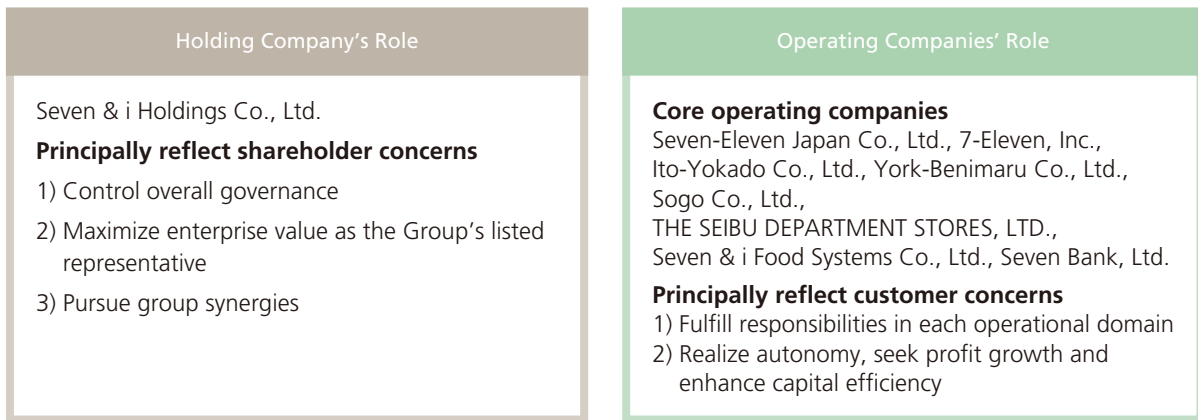 Holding Company’s Role
Seven & i Holdings Co., Ltd.
Principally reflect shareholder concerns
1) Control overall governance
2) Maximize enterprise value as the Group’s listed
representative
3) Pursue group synergies
Operating Companies’ Role
Core operating companies
Seven-Eleven Japan Co., Ltd., 7-Eleven, Inc.,
Ito-Yokado Co., Ltd., York-Benimaru Co., Ltd.,
Sogo Co., Ltd.,
THE SEIBU DEPARTMENT STORES, LTD.,
Seven & i Food Systems Co., Ltd., Seven Bank, Ltd.
Principally reflect customer concerns
1) Fulfill responsibilities in each operational domain
2) Realize autonomy, seek profit growth and
enhance capital efficiency